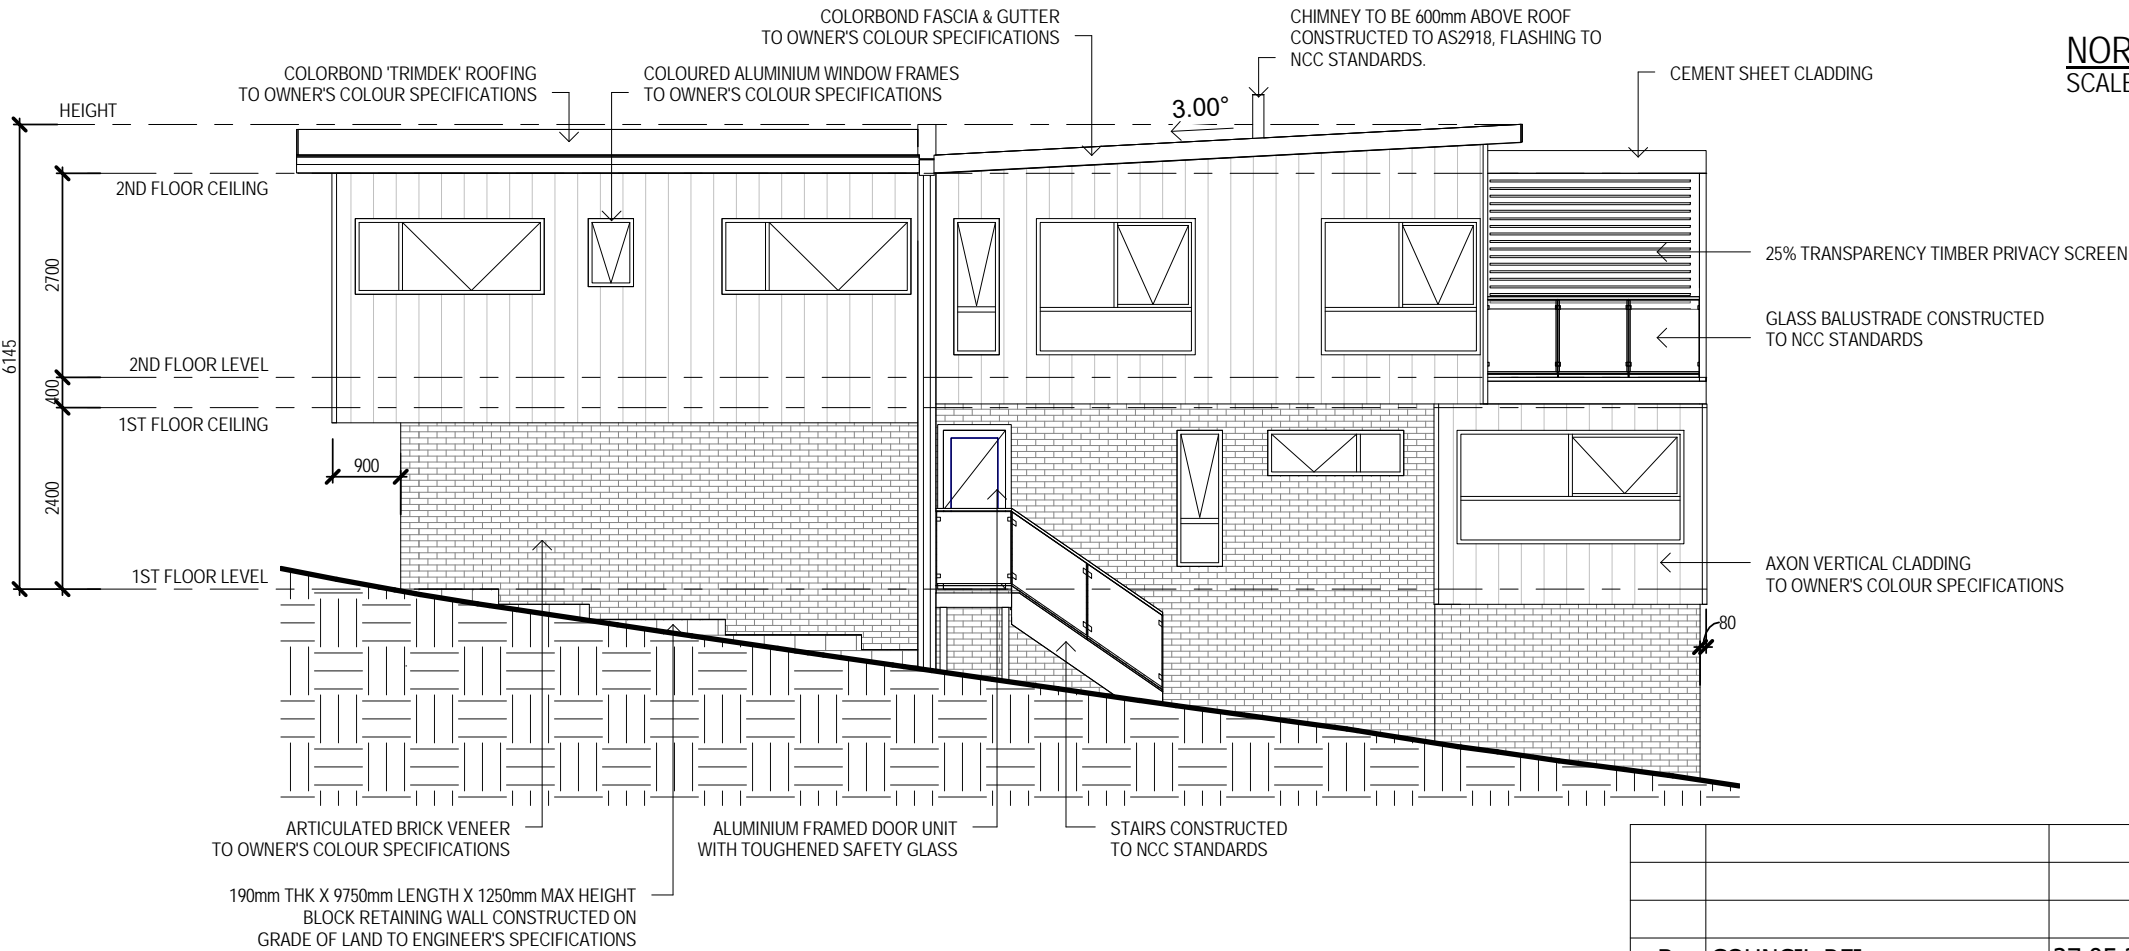 COLORBOND FASCIA & GUTTER
TO OWNER'S COLOUR SPECIFICATIONS
CHIMNEY TO BE 600mm ABOVE ROOF
CONSTRUCTED TO AS2918, FLASHING TO
NCC STANDARDS.
COLORBOND 'TRIMDEK' ROOFING
TO OWNER'S COLOUR SPECIFICATIONS
COLOURED ALUMINIUM WINDOW FRAMES
TO OWNER'S COLOUR SPECIFICATIONS
CEMENT SHEET CLADDING
HEIGHT
3.00°
2ND FLOOR CEILING
2700
25% TRANSPARENCY TIMBER PRIVACY SCREEN
GLASS BALUSTRADE CONSTRUCTED
TO NCC STANDARDS
6145
2ND FLOOR LEVEL
400
1ST FLOOR CEILING
900
2400
1ST FLOOR LEVEL
AXON VERTICAL CLADDING
TO OWNER'S COLOUR SPECIFICATIONS
80
ARTICULATED BRICK VENEER
TO OWNER'S COLOUR SPECIFICATIONS
ALUMINIUM FRAMED DOOR UNIT
WITH TOUGHENED SAFETY GLASS
STAIRS CONSTRUCTED
TO NCC STANDARDS
190mm THK X 9750mm LENGTH X 1250mm MAX HEIGHT
BLOCK RETAINING WALL CONSTRUCTED ON
GRADE OF LAND TO ENGINEER'S SPECIFICATIONS